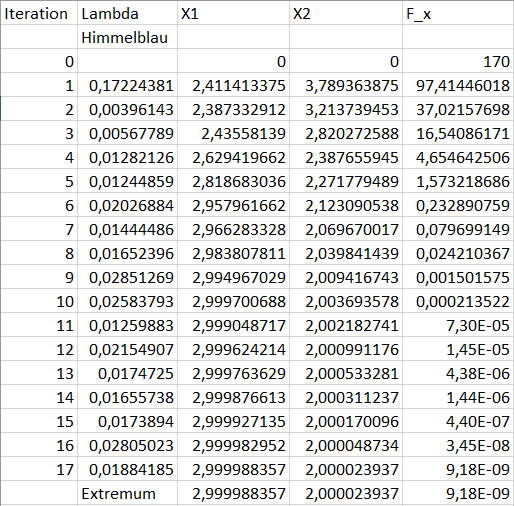 Iteration Lambda X1 X2 F_x
Himmelblau
0 0 0 170
1 0,17224381 2,411413375 3,789363875 97,41446018
2 0,00396143 2,387332912 3,213739453 37,02157698
3 0,00567789 2,43558139 2,820272588 16,54086171
4 0,01282126 2,629419662 2,387655945 4,654642506
5 0,01244859 2,818683036 2,271779489 1,573218686
6 0,02026884 2,957961662 2,123090538 0,232890759
7 0,01444486 2,966283328 2,069670017 0,079699149
8 0,01652396 2,983807811 2,039841439 0,024210367
9 0,02851269 2,994967029 2,009416743 0,001501575
10 0,02583793 2,999700688 2,003693578 0,000213522
11 0,01259883 2,999048717 2,002182741 7,30E-05
12 0,02154907 2,999624214 2,000991176 1,45E-05
13 0,0174725 2,999763629 2,000533281 4,38E-06
14 0,01655738 2,999876613 2,000311237 1,44E-06
15 0,0173894 2,999927135 2,000170096 4,40E-07
16 0,02805023 2,999982952 2,000048734 3,45E-08
17 0,01884185 2,999988357 2,000023937 9,18E-09
Extremum 2,999988357 2,000023937 9,18E-09